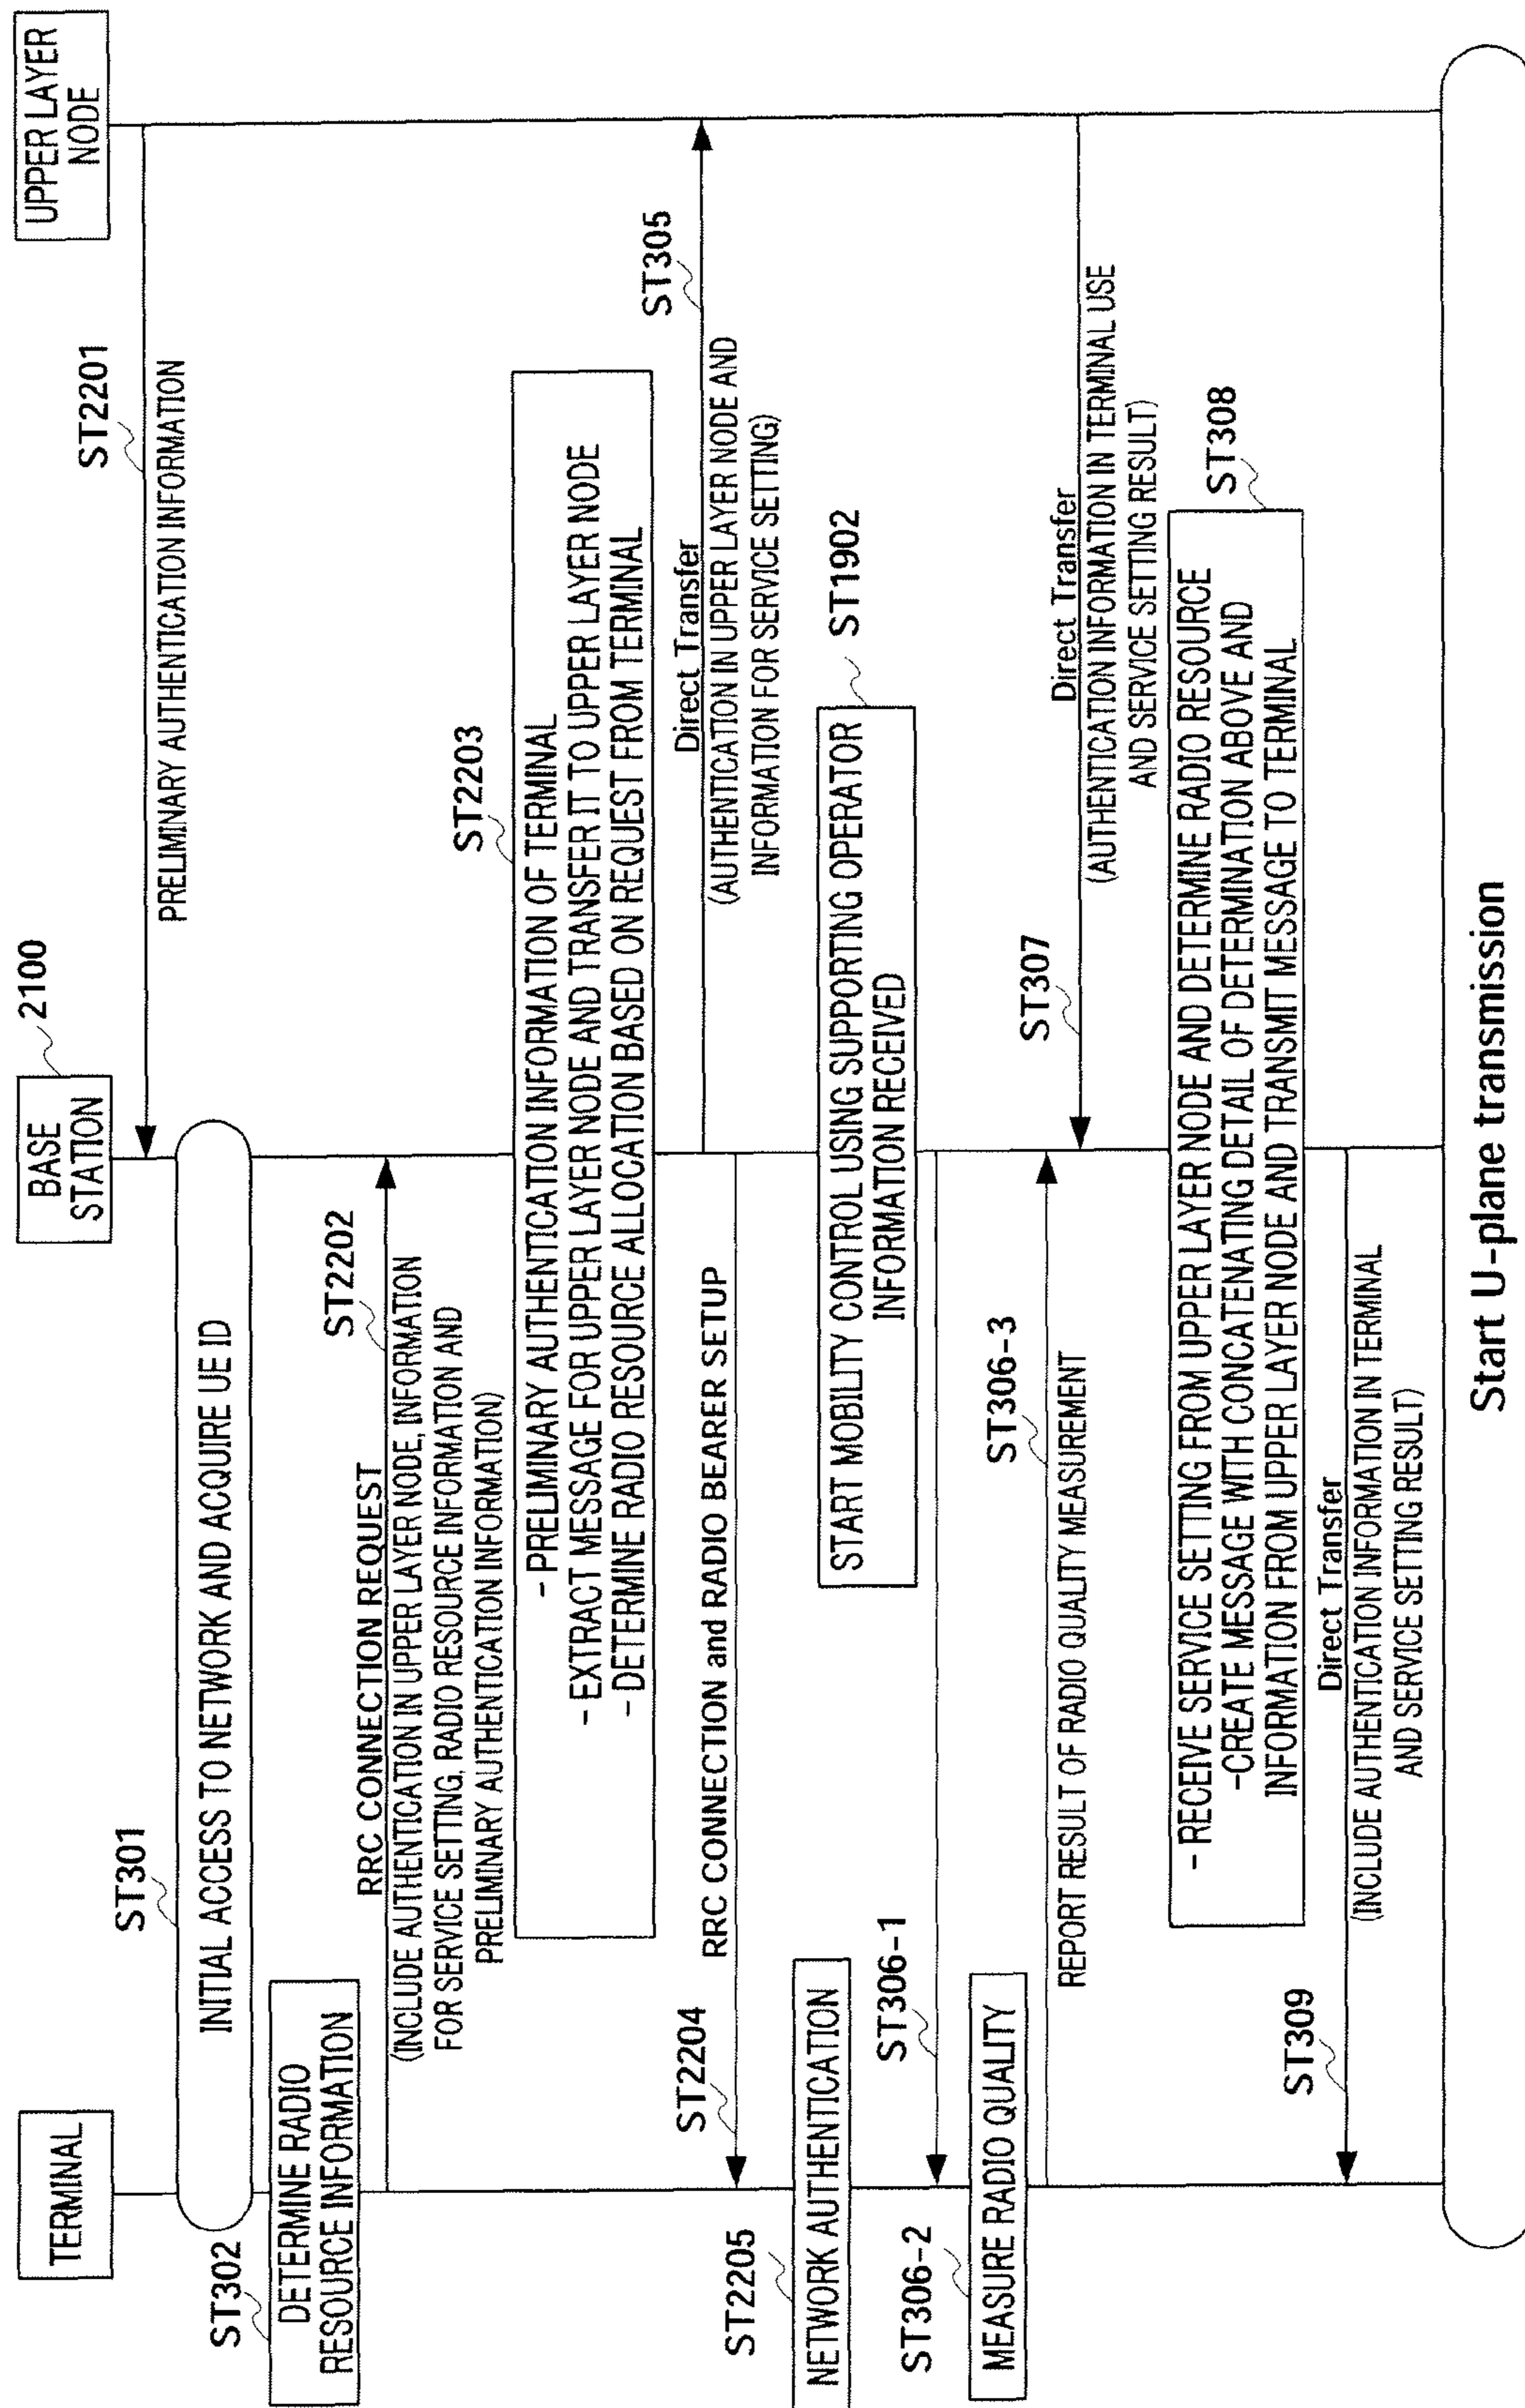 TERMINAL
BASE
STATION
2100
UPPER LAYER
NODE
ST2201
PRELIMINARY AUTHENTICATION INFORMATION
ST301
INITIAL ACCESS TO NETWORK AND ACQUIRE UE ID
ST302
DETERMINE RADIO
RESOURCE INFORMATION
RRC CONNECTION REQUEST
ST2202
(INCLUDE AUTHENTICATION IN UPPER LAYER NODE, INFORMATION
FOR SERVICE SETTING, RADIO RESOURCE INFORMATION AND
PRELIMINARY AUTHENTICATION INFORMATION)
ST2203
- PRELIMINARY AUTHENTICATION INFORMATION OF TERMINAL
- EXTRACT MESSAGE FOR UPPER LAYER NODE AND TRANSFER IT TO UPPER LAYER NODE
- DETERMINE RADIO RESOURCE ALLOCATION BASED ON REQUEST FROM TERMINAL
ST305
Direct Transfer
(AUTHENTICATION IN UPPER LAYER NODE AND
INFORMATION FOR SERVICE SETTING)
ST2204
RRC CONNECTION and RADIO BEARER SETUP
ST2205
NETWORK AUTHENTICATION
ST1902
START MOBILITY CONTROL USING SUPPORTING OPERATOR
INFORMATION RECEIVED
ST306-1
ST306-2
MEASURE RADIO QUALITY
ST306-3
REPORT RESULT OF RADIO QUALITY MEASUREMENT
ST307
Direct Transfer
(AUTHENTICATION INFORMATION IN TERMINAL USE
AND SERVICE SETTING RESULT)
ST308
- RECEIVE SERVICE SETTING FROM UPPER LAYER NODE AND DETERMINE RADIO RESOURCE
-CREATE MESSAGE WITH CONCATENATING DETAIL OF DETERMINATION ABOVE AND
INFORMATION FROM UPPER LAYER NODE AND TRANSMIT MESSAGE TO TERMINAL
ST309
Direct Transfer
(INCLUDE AUTHENTICATION INFORMATION IN TERMINAL
AND SERVICE SETTING RESULT)
Start U-plane transmission